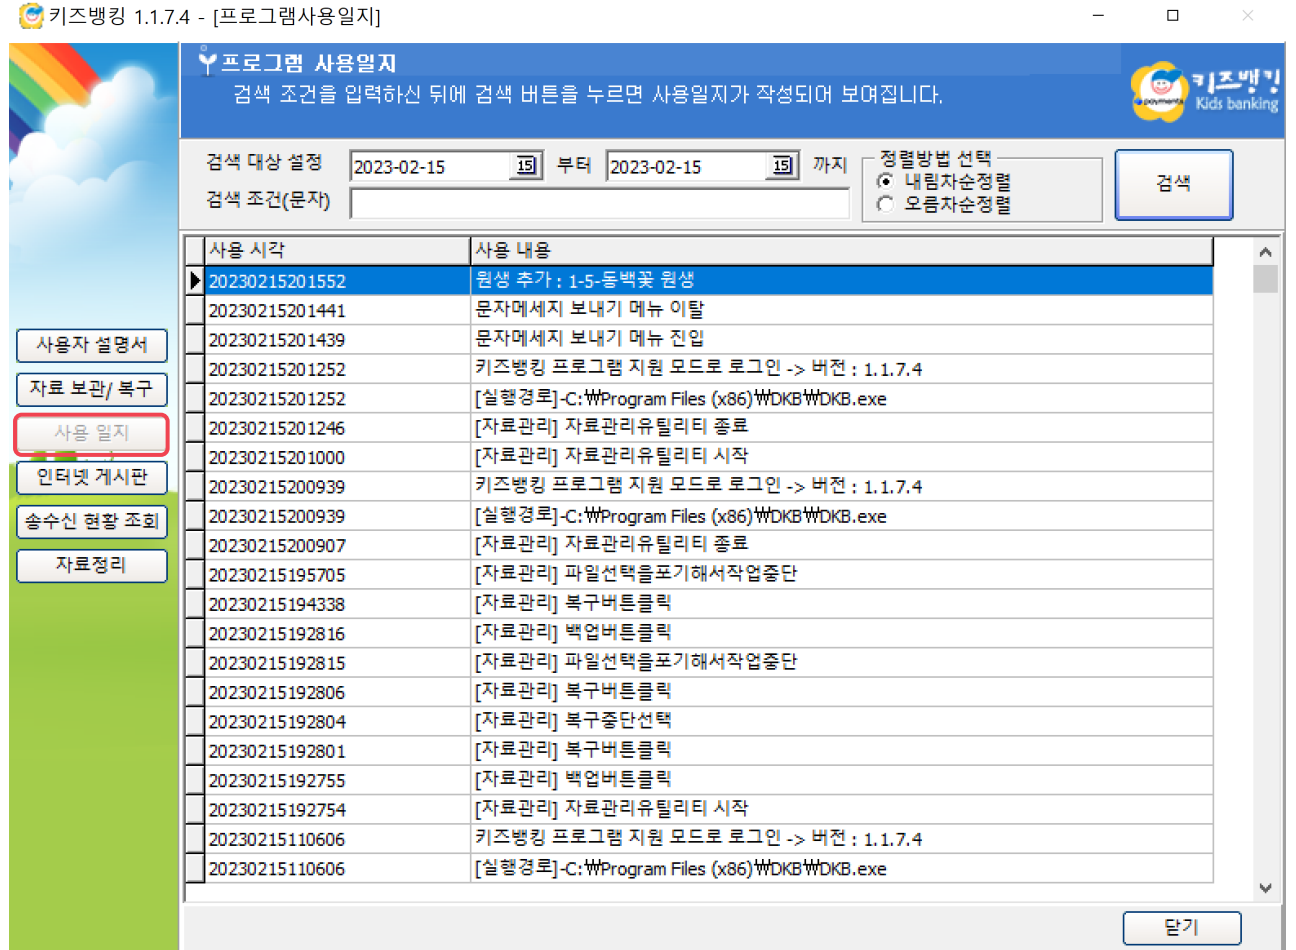 키즈뱅킹 1.1.7.4 - [프로그램사용일지]
프로그램 사용일지
검색 조건을 입력하신 뒤에 검색 버튼을 누르면 사용일지가 작성되어 보여집니다.
키즈뱅킹
Kids banking
epayments
검색 대상 설정 2023-02-15 15 부터 2023-02-15 15 까지
검색 조건(문자)
정렬방법 선택
내림차순정렬
오름차순정렬
검색
사용자 설명서
자료 보관/ 복구
사용 일지
인터넷 게시판
송수신 현황 조회
자료정리
사용 시각 사용 내용
20230215201552 원생 추가 : 1-5-동백꽃 원생
20230215201441 문자메세지 보내기 메뉴 이탈
20230215201439 문자메세지 보내기 메뉴 진입
20230215201252 키즈뱅킹 프로그램 지원 모드로 로그인 -> 버전 : 1.1.7.4
20230215201252 [실행경로]-C:₩Program Files (x86)₩DKB₩DKB.exe
20230215201246 [자료관리] 자료관리유틸리티 종료
20230215201000 [자료관리] 자료관리유틸리티 시작
20230215200939 키즈뱅킹 프로그램 지원 모드로 로그인 -> 버전 : 1.1.7.4
20230215200939 [실행경로]-C:₩Program Files (x86)₩DKB₩DKB.exe
20230215200907 [자료관리] 자료관리유틸리티 종료
20230215195705 [자료관리] 파일선택을포기해서작업중단
20230215194338 [자료관리] 복구버튼클릭
20230215192816 [자료관리] 백업버튼클릭
20230215192815 [자료관리] 파일선택을포기해서작업중단
20230215192806 [자료관리] 복구버튼클릭
20230215192804 [자료관리] 복구중단선택
20230215192801 [자료관리] 복구버튼클릭
20230215192755 [자료관리] 백업버튼클릭
20230215192754 [자료관리] 자료관리유틸리티 시작
20230215110606 키즈뱅킹 프로그램 지원 모드로 로그인 -> 버전 : 1.1.7.4
20230215110606 [실행경로]-C:₩Program Files (x86)₩DKB₩DKB.exe
닫기